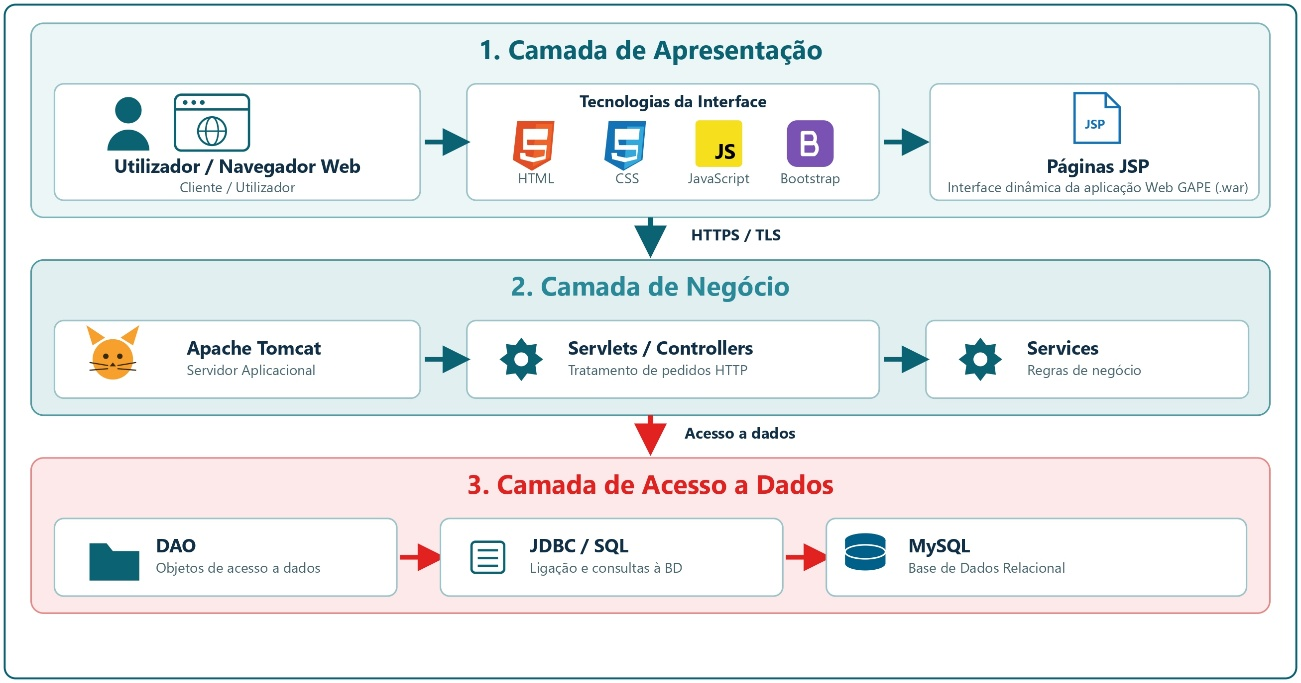 1. Camada de Apresentação
Utilizador / Navegador Web
Cliente / Utilizador
Tecnologias da Interface
HTML
CSS
JS
JavaScript
B
Bootstrap
JSP
Páginas JSP
Interface dinâmica da aplicação Web GAPE (.war)
HTTPS / TLS
2. Camada de Negócio
Apache Tomcat
Servidor Aplicacional
Servlets / Controllers
Tratamento de pedidos HTTP
Services
Regras de negócio
Acesso a dados
3. Camada de Acesso a Dados
DAO
Objetos de acesso a dados
JDBC / SQL
Ligação e consultas à BD
MySQL
Base de Dados Relacional